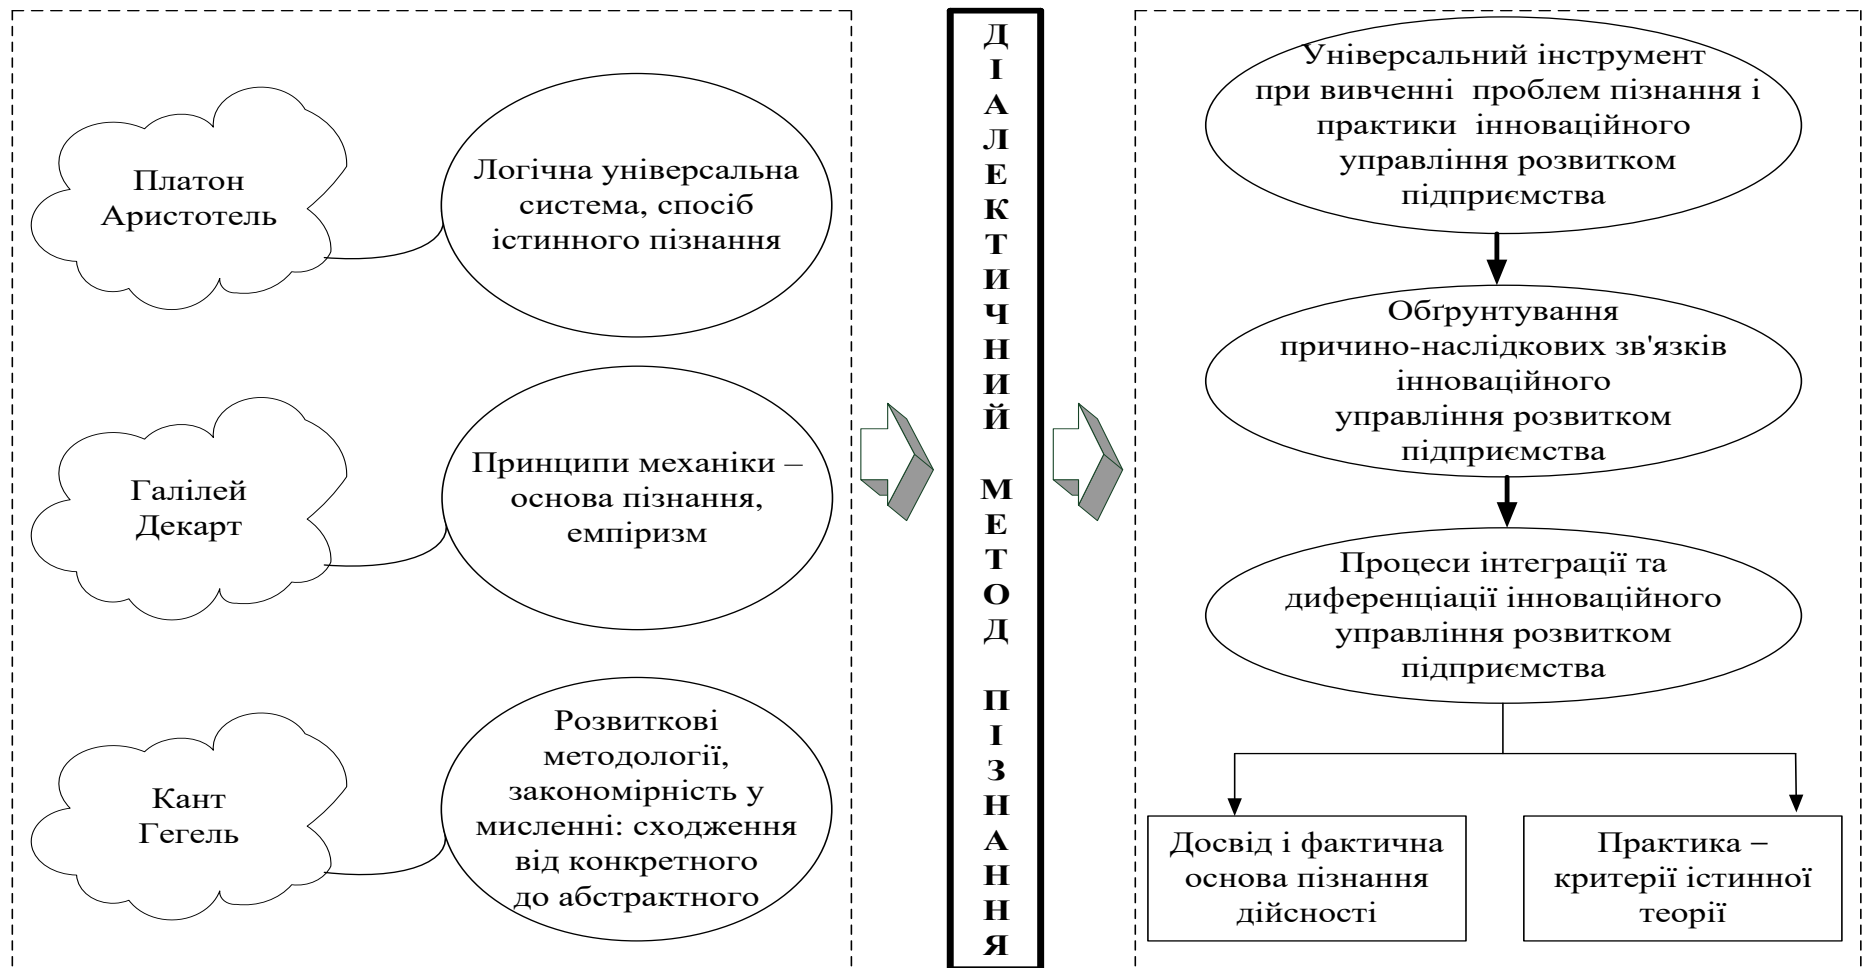 Платон
Аристотель
Логічна універсальна
система, спосіб
істинного пізнання
Галілей
Декарт
Принципи механіки –
основа пізнання,
емпіризм
Кант
Гегель
Розвиткові
методології,
закономірність у
мисленні: сходження
від конкретного
до абстрактного
ДІАЛЕКТИЧНИЙ МЕТОД ПІЗНАННЯ
Універсальний інструмент
при вивченні проблем пізнання і
практики інноваційного
управління розвитком
підприємства
Обґрунтування
причино-наслідкових зв'язків
інноваційного
управління розвитком
підприємства
Процеси інтеграції та
диференціації інноваційного
управління розвитком
підприємства
Досвід і фактична
основа пізнання
дійсності
Практика –
критерії істинної
теорії